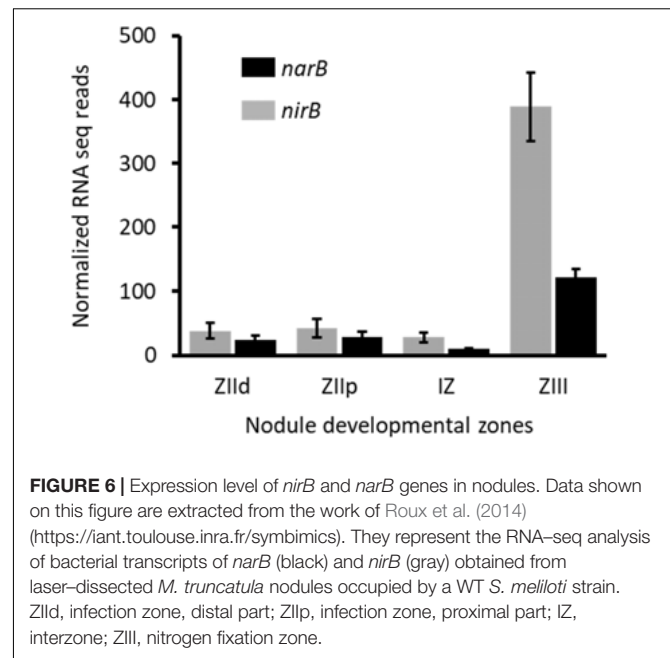 500
400
300
200
100
0
Normalized RNA seq reads
narB
nirB
ZIId
ZIIp
IZ
ZIII
Nodule developmental zones
FIGURE 6 | Expression level of nirB and narB genes in nodules. Data shown
on this figure are extracted from the work of Roux et al. (2014)
(https://iant.toulouse.inra.fr/symbimics). They represent the RNA–seq analysis
of bacterial transcripts of narB (black) and nirB (gray) obtained from
laser–dissected M. truncatula nodules occupied by a WT S. meliloti strain.
ZIId, infection zone, distal part; ZIIp, infection zone, proximal part; IZ,
interzone; ZIII, nitrogen fixation zone.